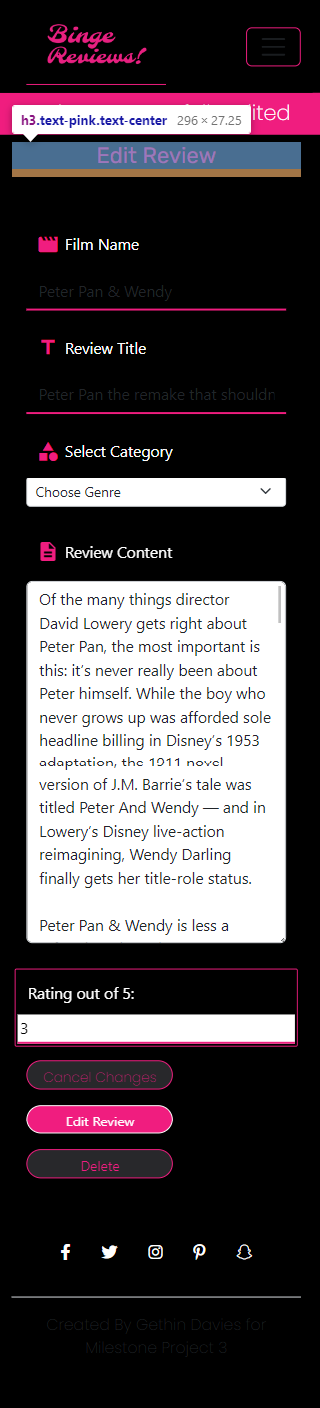 Binge
Reviews!
ited
h3.text-pink.text-center 296 × 27.25
Edit Review
Film Name
Peter Pan & Wendy
Review Title
Peter Pan the remake that shouldn
Select Category
Choose Genre
Review Content
Of the many things director
David Lowery gets right about
Peter Pan, the most important is
this: it’s never really been about
Peter himself. While the boy who
never grows up was afforded sole
headline billing in Disney’s 1953
adaptation, the 1911 novel
version of J.M. Barrie’s tale was
titled Peter And Wendy — and in
Lowery’s Disney live-action
reimagining, Wendy Darling
finally gets her title-role status.
Peter Pan & Wendy is less a
Rating out of 5:
3
Cancel Changes
Edit Review
Delete
Created By Gethin Davies for
Milestone Project 3